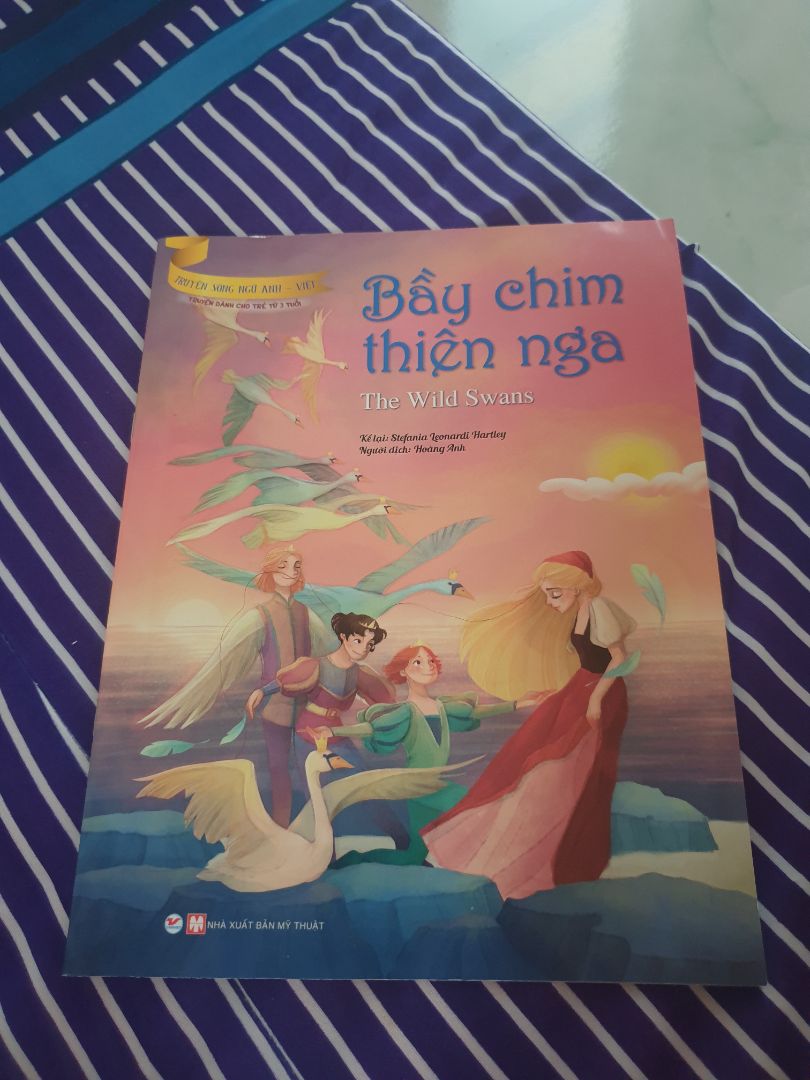 TRUYỆN SONG NGỮ ANH - VIỆT
TRUYỆN DÀNH CHO TRẺ TỪ 3 TUỔI
Bầy chim
thiên nga
The Wild Swans
Kể lại: Stefania Leonardi Hartley
Người dịch: Hoàng Anh
NHÀ XUẤT BẢN MỸ THUẬT